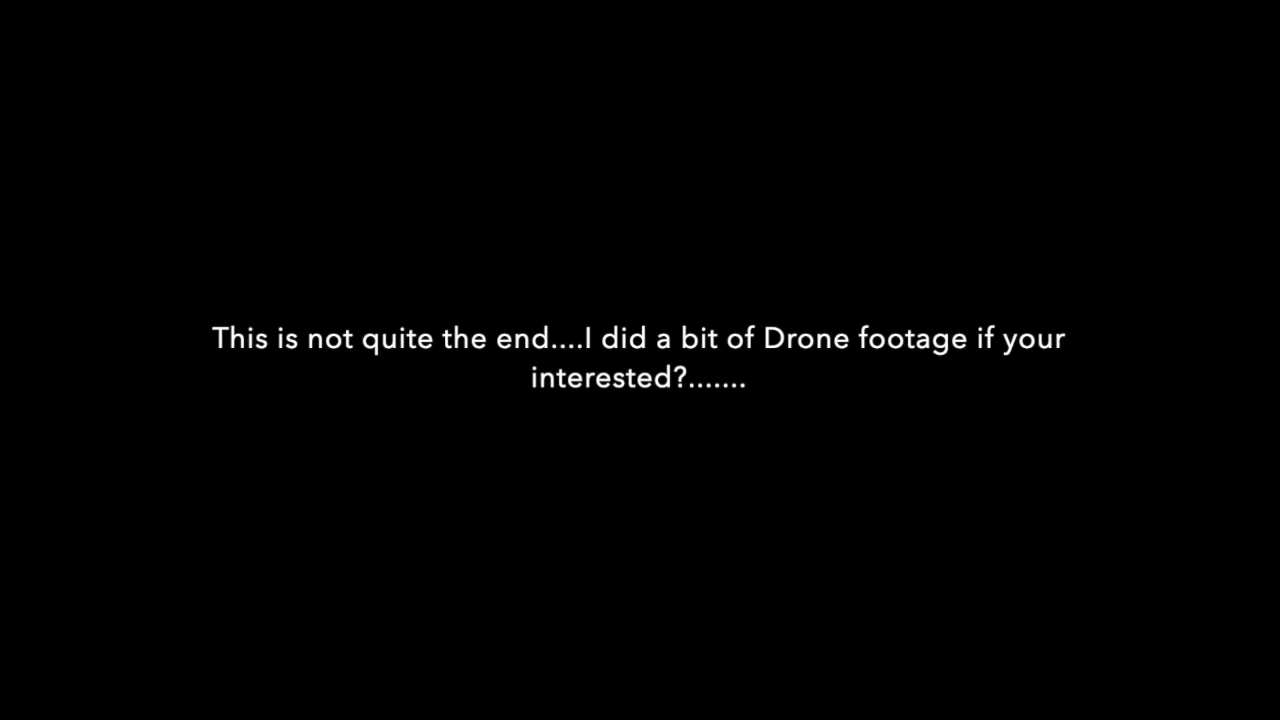 This is not quite the end....I did a bit of Drone footage if your
interested?.......